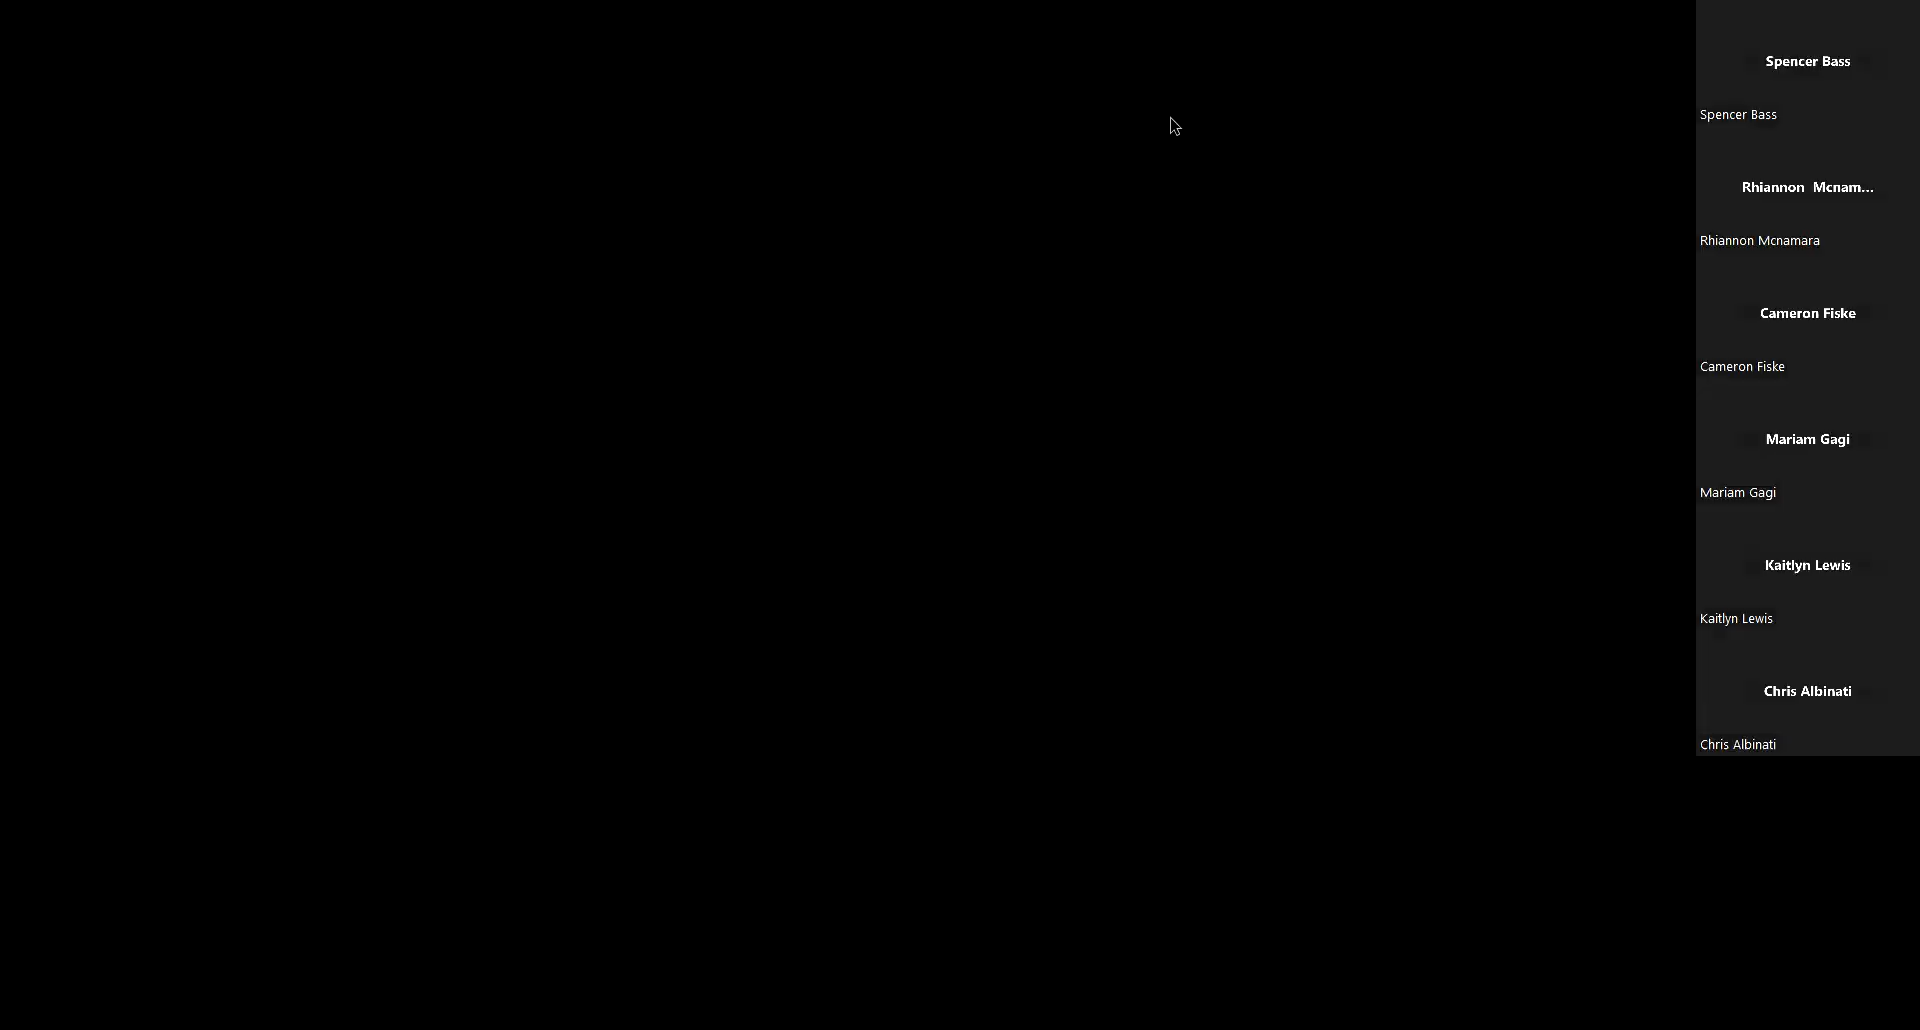 Spencer Bass
Spencer Bass
Rhiannon Mcnam...
Rhiannon Mcnamara
Cameron Fiske
Cameron Fiske
Mariam Gagi
Mariam Gagi
Kaitlyn Lewis
Kaitlyn Lewis
Chris Albinati
Chris Albinati